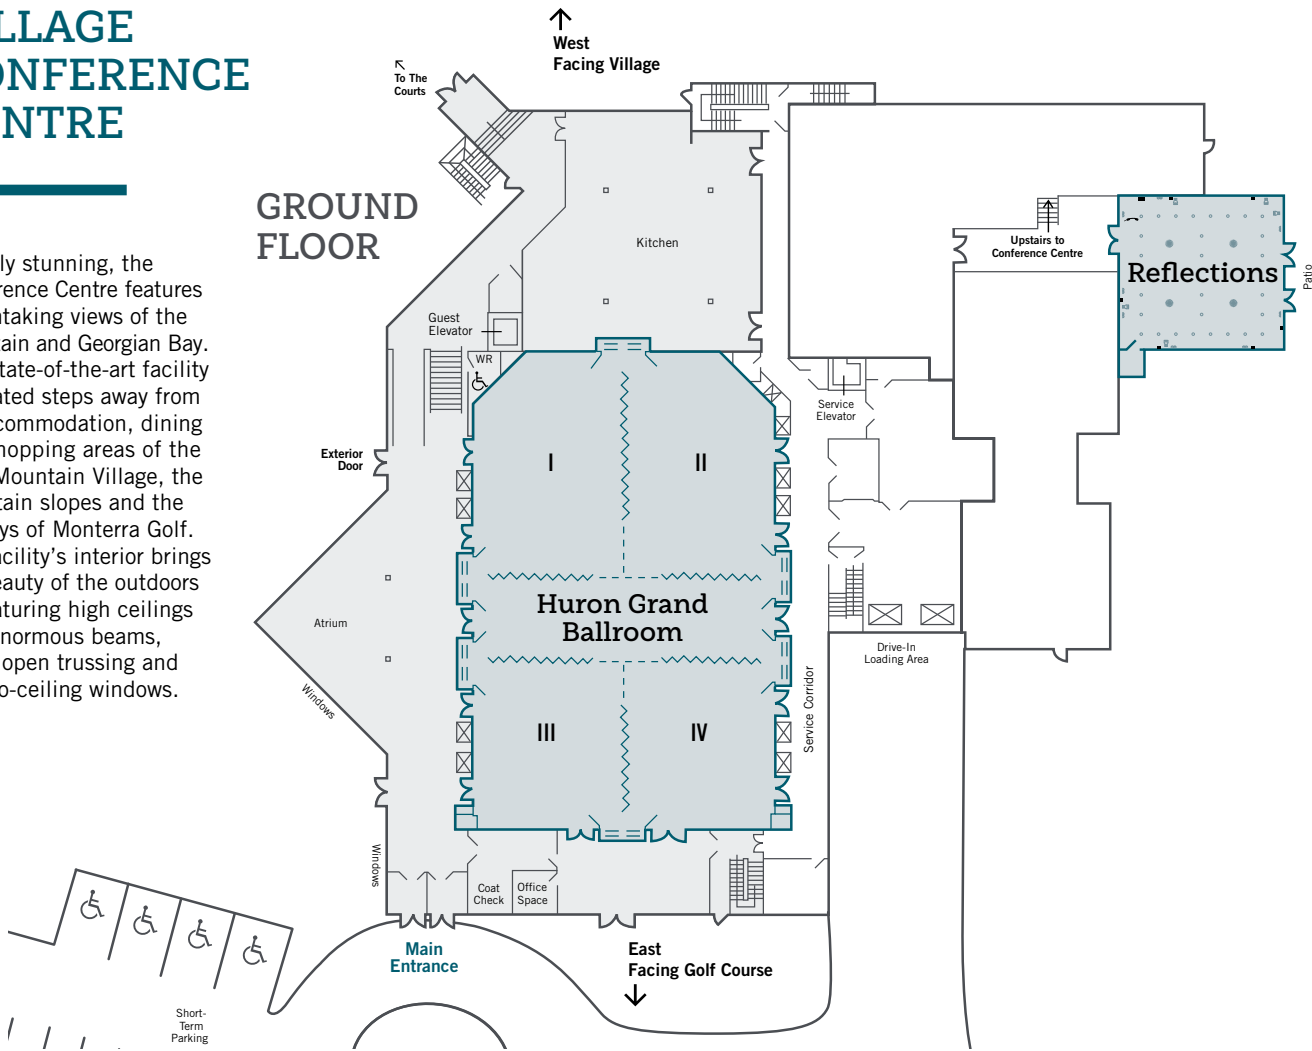 LLAGE
ONFERENCE
NTRE
ly stunning, the
rence Centre features
ntaking views of the
tain and Georgian Bay.
tate-of-the-art facility
ated steps away from
commodation, dining
hopping areas of the
Mountain Village, the
tain slopes and the
ys of Monterra Golf.
acility's interior brings
eauty of the outdoors
aturing high ceilings
normous beams,
open trussing and
o-ceiling windows.
GROUND
FLOOR
West
Facing Village
To The
Courts
Kitchen
Guest
Elevator
WR
Upstairs to
Conference Centre
Reflections
Patio
Service
Elevator
Exterior
Door
I
II
Huron Grand
Ballroom
III
IV
Atrium
Windows
Windows
Drive-In
Loading Area
Service Corridor
Coat
Check
Office
Space
Main
Entrance
East
Facing Golf Course
Short-
Term
Parking